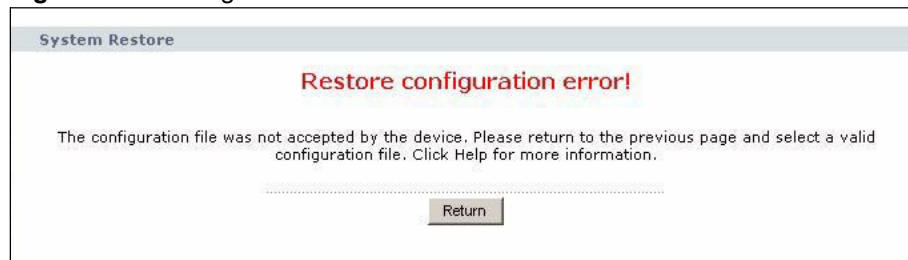 System Restore
Restore configuration error!
The configuration file was not accepted by the device. Please return to the previous page and select a valid
configuration file. Click Help for more information.
Return